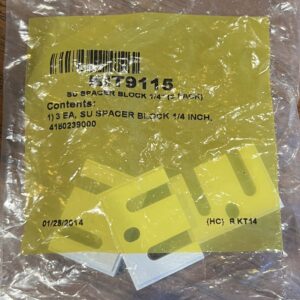 SU SPACER BLOCK 1/4" (3 PACK)
Contents:
1) 3 EA, SU SPACER BLOCK 1/4 INCH,
4180239000
01/28/2014 (HC) R KT14